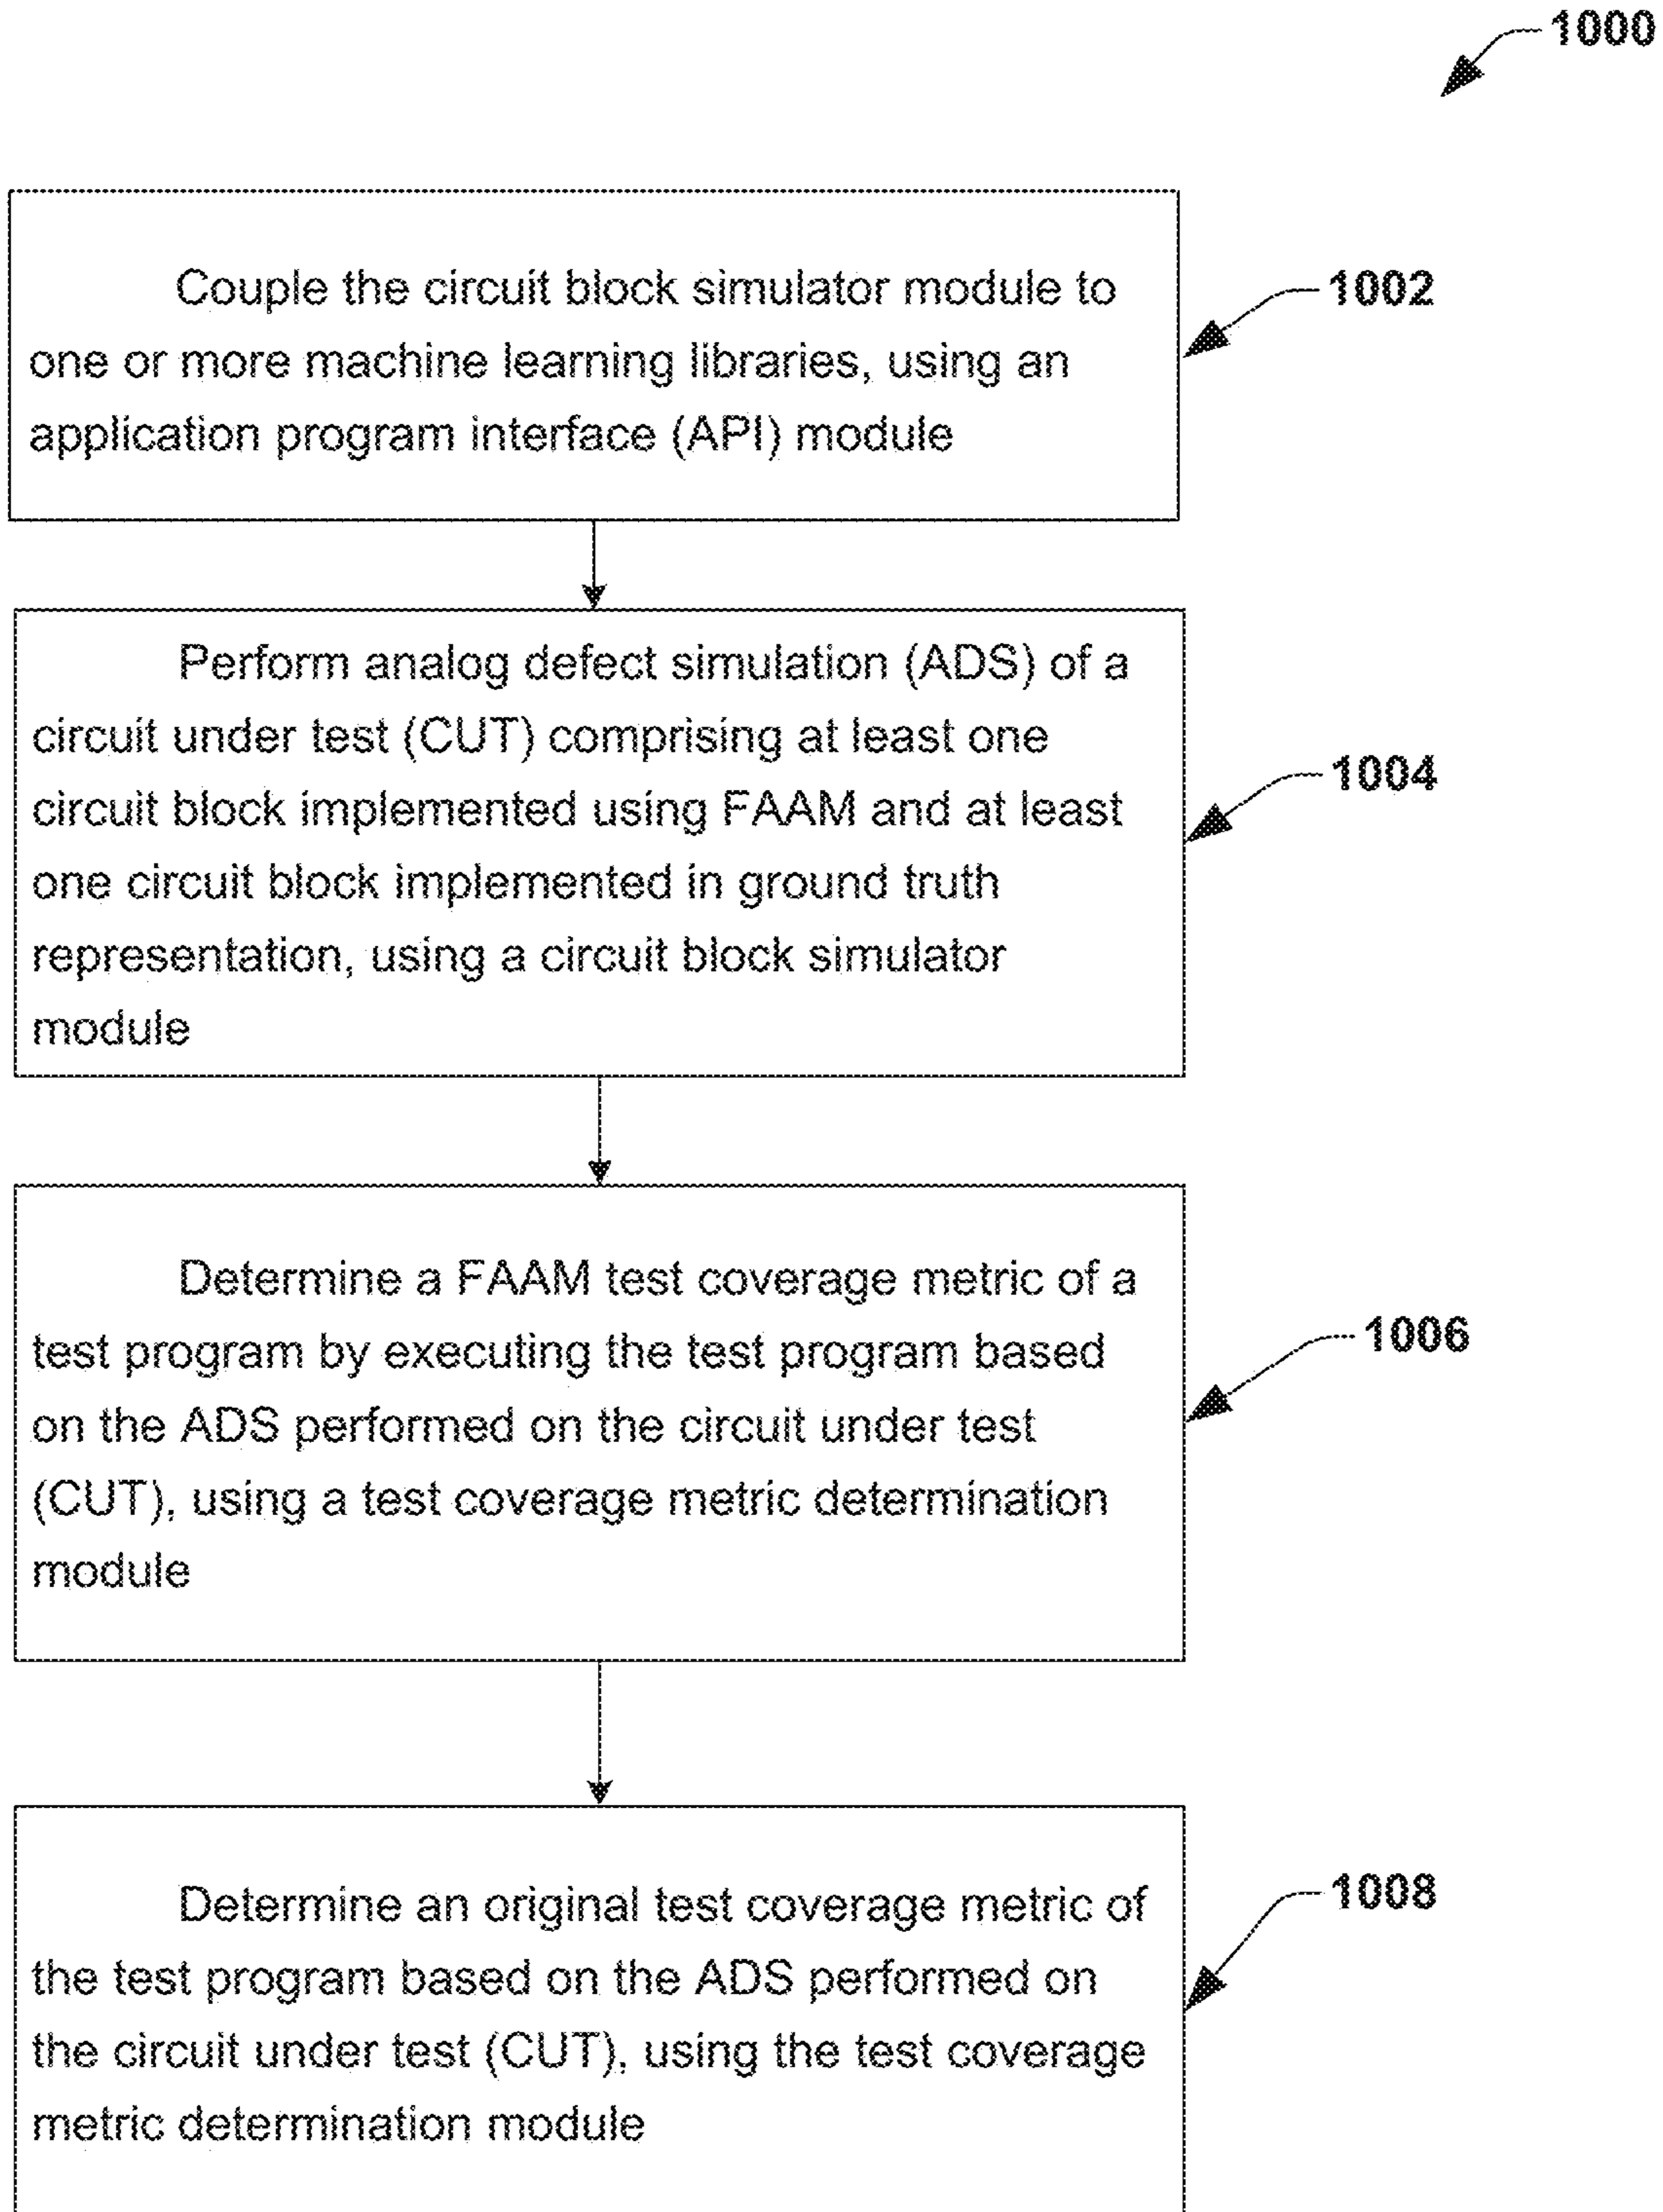 1000
Couple the circuit block simulator module to
one or more machine learning libraries, using an
application program interface (API) module
1002
Perform analog defect simulation (ADS) of a
circuit under test (CUT) comprising at least one
circuit block implemented using FAAM and at least
one circuit block implemented in ground truth
representation, using a circuit block simulator
module
1004
Determine a FAAM test coverage metric of a
test program by executing the test program based
on the ADS performed on the circuit under test
(CUT), using a test coverage metric determination
module
1006
Determine an original test coverage metric of
the test program based on the ADS performed on
the circuit under test (CUT), using the test coverage
metric determination module
1008